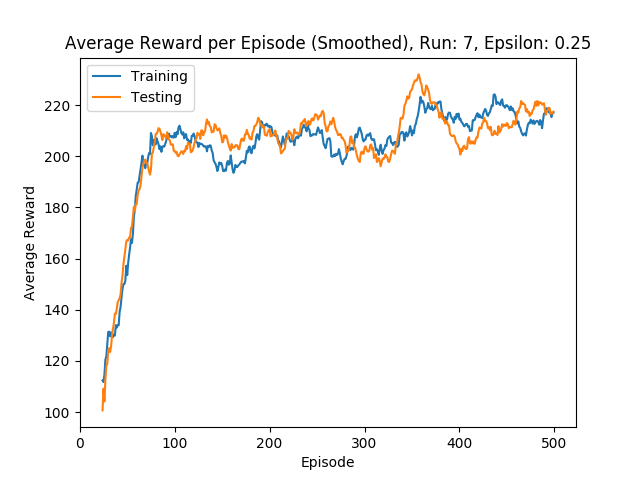 Average Reward per Episode (Smoothed), Run: 7, Epsilon: 0.25
Training
Testing
220
200
180
160
140
120
100
Average Reward
0 100 200 300 400 500
Episode